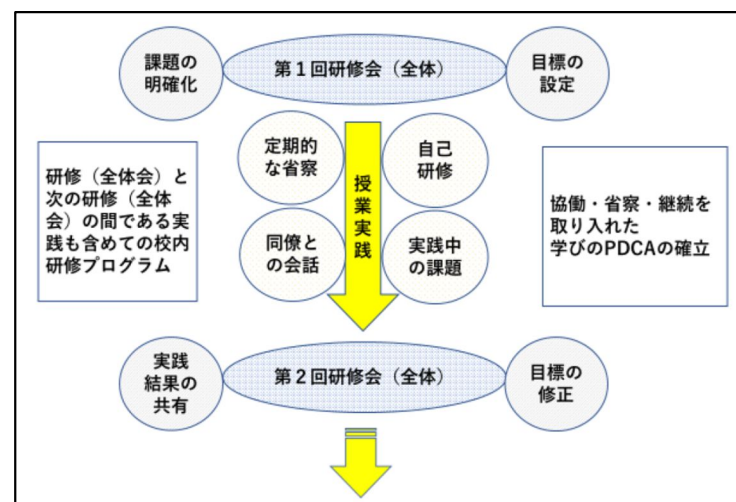 課題の
明確化
第1回研修会（全体）
目標の
設定
定期的
な省察
自己
研修
研修（全体会）と
次の研修（全体
会）の間である実
践も含めての校内
研修プログラム
授業実践
協働・省察・継続を
取り入れた
学びのPDCAの確立
同僚と
の会話
実践中
の課題
実践
結果の
共有
第2回研修会（全体）
目標の
修正